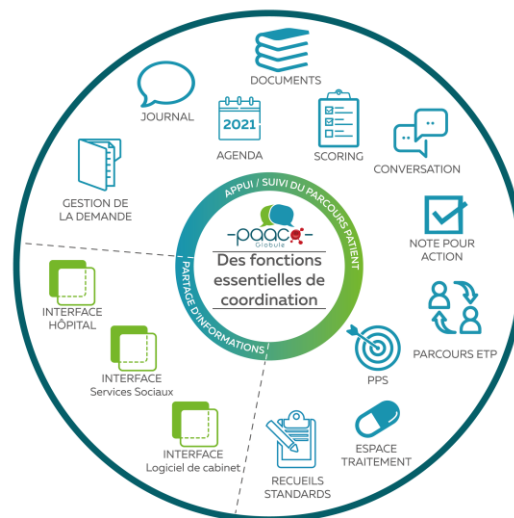 DOCUMENTS
JOURNAL
2021
AGENDA
SCORING
CONVERSATION
GESTION DE
LA DEMANDE
NOTE POUR
ACTION
APPUI / SUIVI DU PARCOURS PATIENT
-paaco-
Globule
Des fonctions
essentielles de
coordination
PARTAGE D'INFORMATIONS
INTERFACE
HÔPITAL
PARCOURS ETP
INTERFACE
Services Sociaux
PPS
INTERFACE
Logiciel de cabinet
ESPACE
TRAITEMENT
RECUEILS
STANDARDS